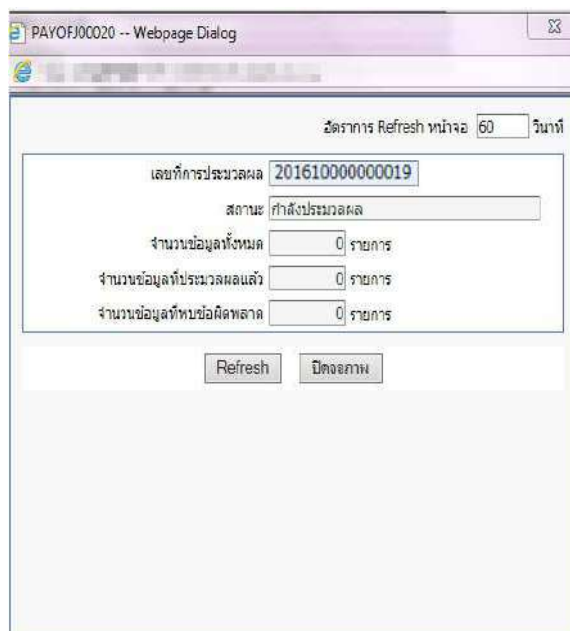 PAYOFJ00020 -- Webpage Dialog
อัตราการ Refresh หน้าจอ 60 วินาที
เลขที่การประมวลผล 201610000000019
สถานะ กำลังประมวลผล
จำนวนข้อมูลทั้งหมด 0 รายการ
จำนวนข้อมูลที่ประมวลผลแล้ว 0 รายการ
จำนวนข้อมูลที่พบข้อผิดพลาด 0 รายการ
Refresh ปิดจอภาพ